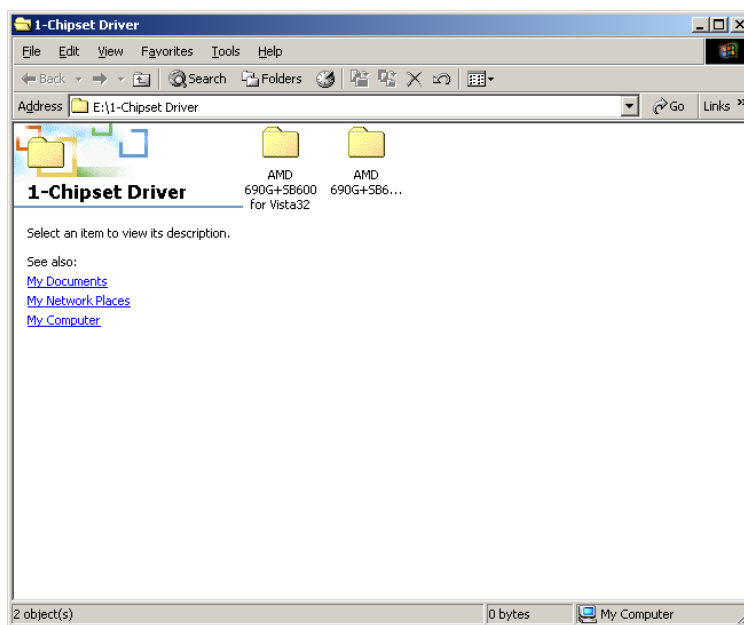 1-Chipset Driver
File Edit View Favorites Tools Help
Back Search Folders
Address E:\1-Chipset Driver Go Links »
AMD
690G+SB600
for Vista32
AMD
690G+SB6...
1-Chipset Driver
Select an item to view its description.
See also:
My Documents
My Network Places
My Computer
2 object(s) 0 bytes My Computer